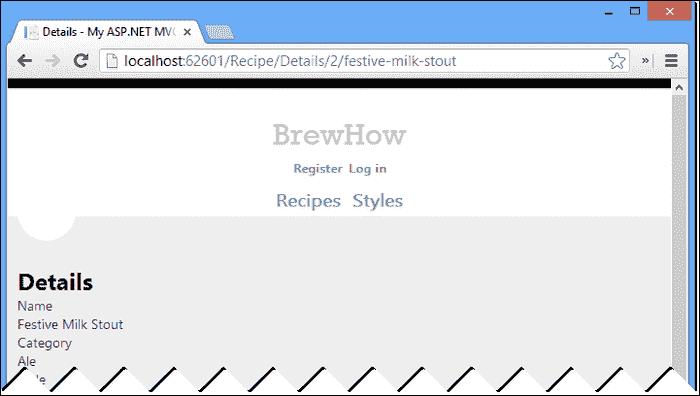 Details - My ASP.NET MVC
localhost:62601/Recipe/Details/2/festive-milk-stout
BrewHow
Register Log in
Recipes Styles
Details
Name
Festive Milk Stout
Category
Ale